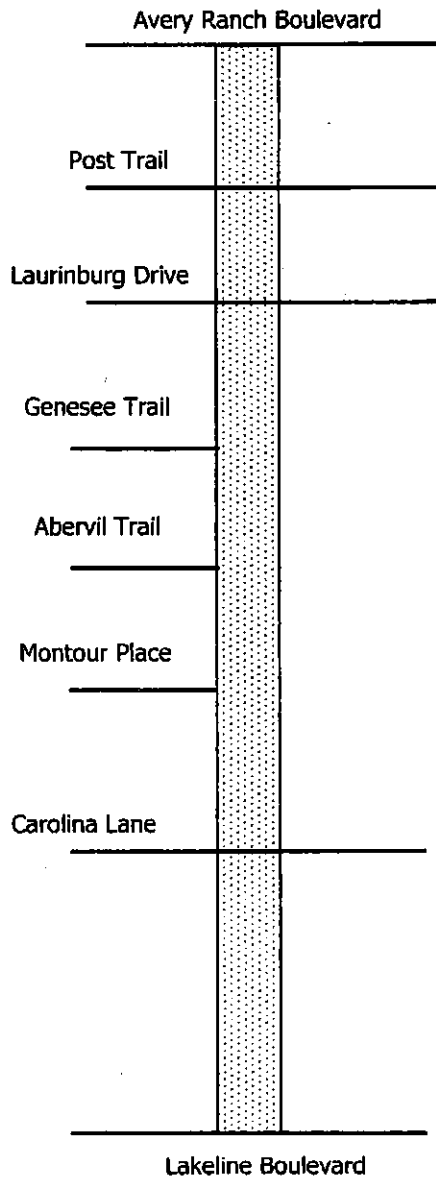 Avery Ranch Boulevard
Post Trail
Laurinburg Drive
Genesee Trail
Abervil Trail
Montour Place
Carolina Lane
Lakeline Boulevard